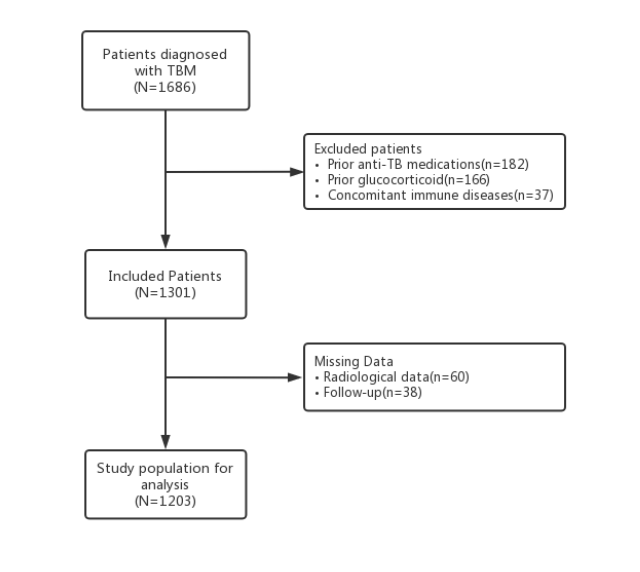 Patients diagnosed
with TBM
(N=1686)
Excluded patients
• Prior anti-TB medications(n=182)
• Prior glucocorticoid(n=166)
• Concomitant immune diseases(n=37)
Included Patients
(N=1301)
Missing Data
• Radiological data(n=60)
• Follow-up(n=38)
Study population for
analysis
(N=1203)